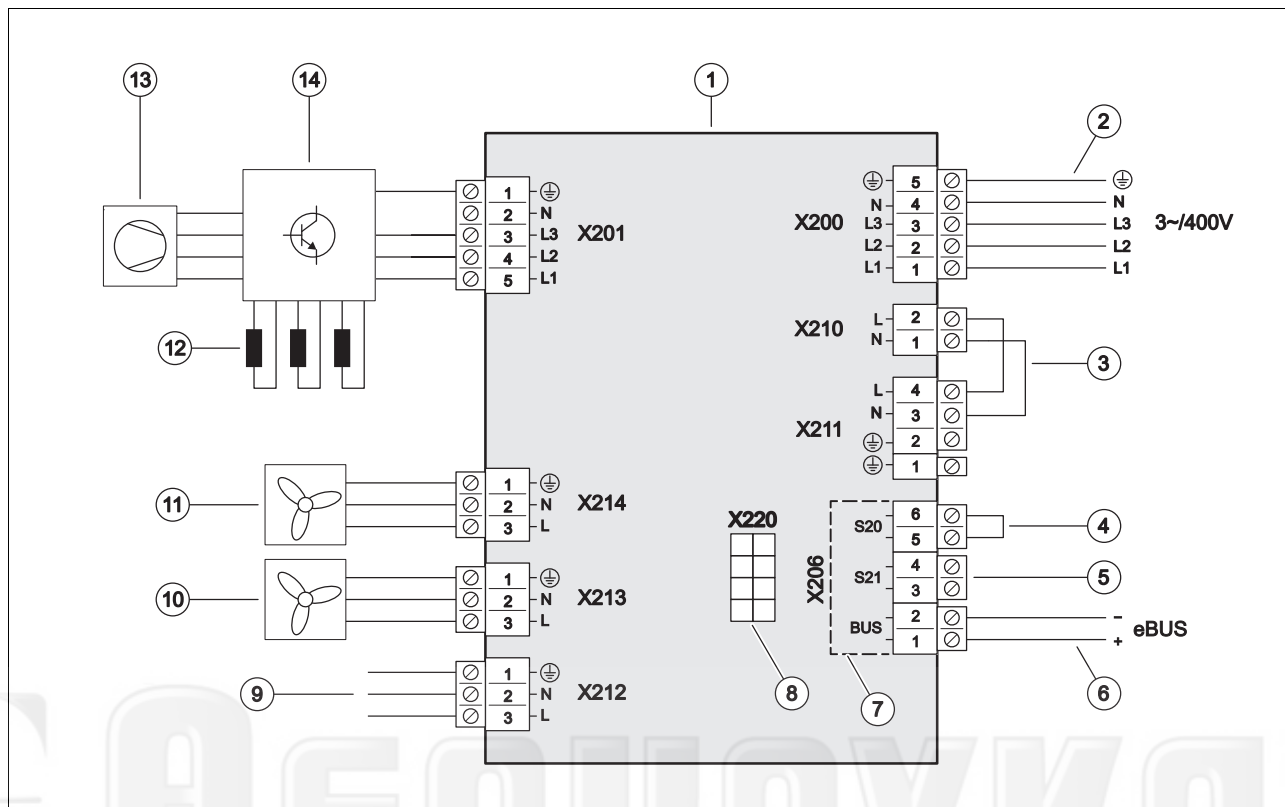 13
14
1
2
5
N 4 N
X200 L3 3 L3 3~/400V
L2 2 L2
L1 1 L1
1
2 N
3 L3 X201
4 L2
5 L1
X210 L 2
N 1
12
3
L 4
N 3
X211
2
1
11
1
2 N X214
3 L
X220
S20 6
5
4
X206
S21 4
3
5
BUS 2 –
1 + eBUS
10
1
2 N X213
3 L
9
1
2 N X212
3 L
8
7
6